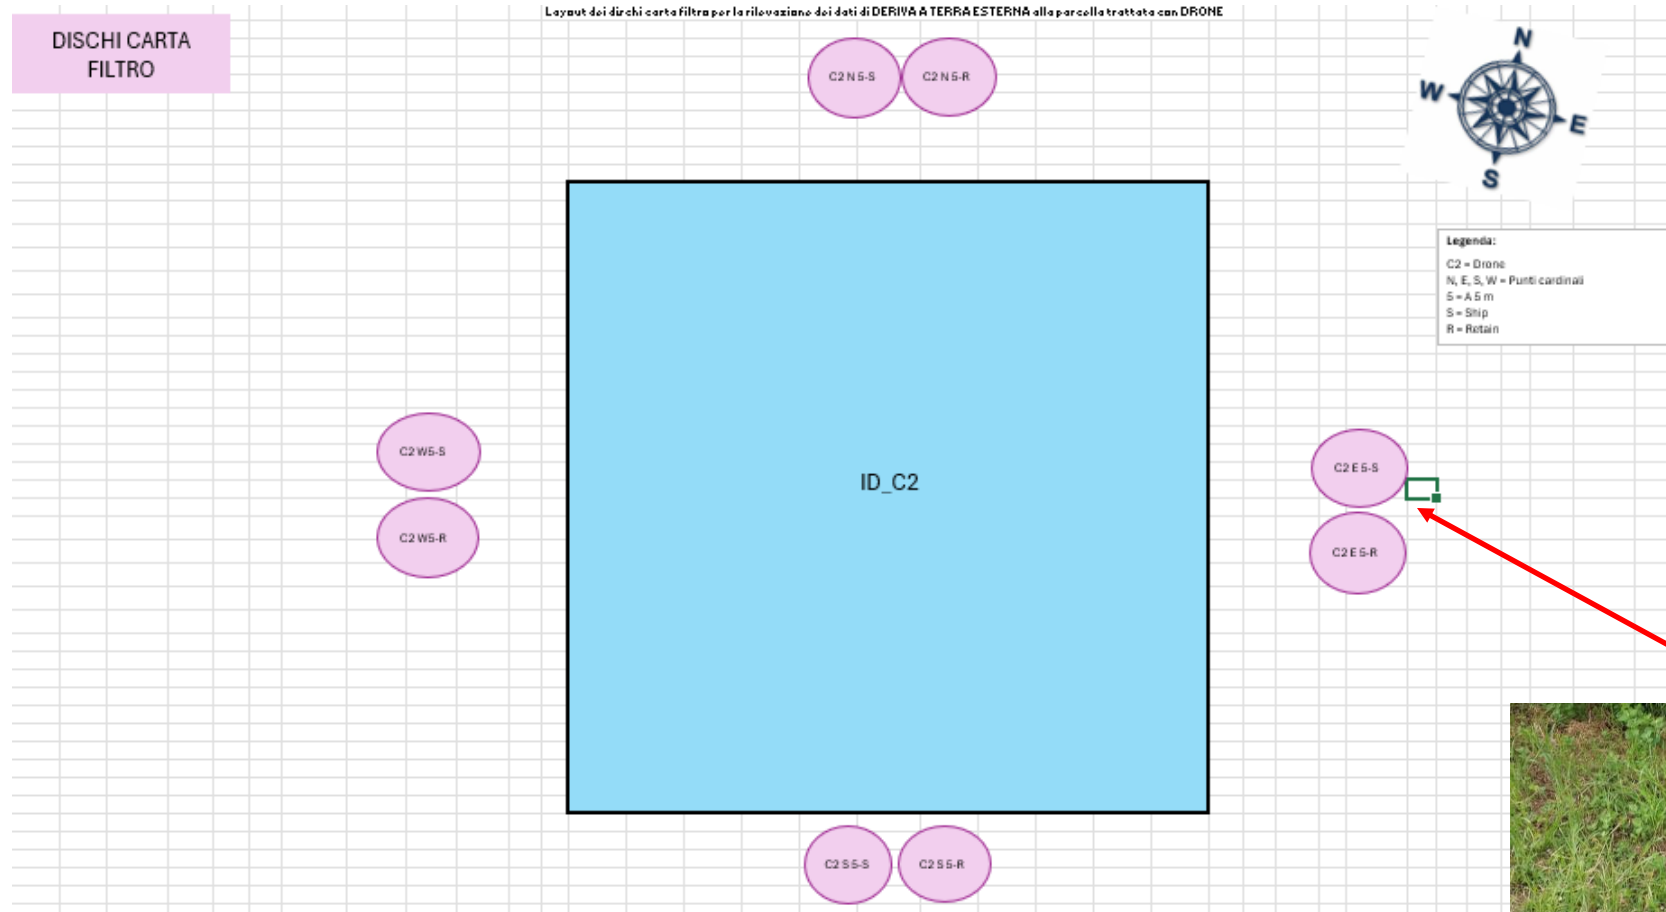 Layout dei dischi carta filtro per la rilevazione dei dati di DERIVA A TERRA ESTERNA alla parcella trattata con DRONE
DISCHI CARTA
FILTRO
C2 N5-S
C2 N5-R
N
W
E
S
Legenda:
C2 = Drone
N, E, S, W = Punti cardinali
5 = A 5 m
S = Ship
R = Retain
C2 W5-S
C2 E5-S
ID_C2
C2 W5-R
C2 E5-R
C2 S5-S
C2 S5-R